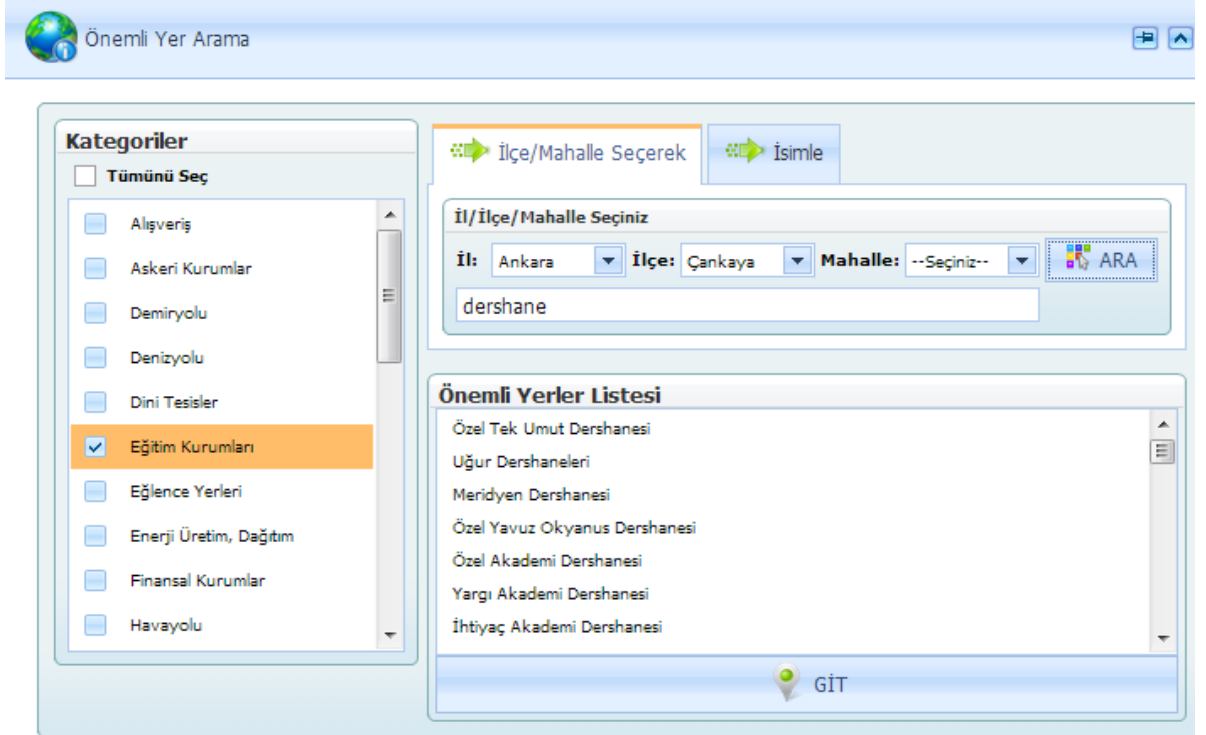 Önemli Yer Arama
Kategoriler
Tümünü Seç
Alışveriş
Askeri Kurumlar
Demiryolu
Denizyolu
Dini Tesisler
Eğitim Kurumları
Eğlence Yerleri
Enerji Üretim, Dağıtım
Finansal Kurumlar
Havayolu
İlçe/Mahalle Seçerek
İsimle
İl/İlçe/Mahalle Seçiniz
İl: Ankara İlçe: Çankaya Mahalle: --Seçiniz-- ARA
dershane
Önemli Yerler Listesi
Özel Tek Umut Dershanesi
Uğur Dershaneleri
Meridyen Dershanesi
Özel Yavuz Okyanus Dershanesi
Özel Akademi Dershanesi
Yargı Akademi Dershanesi
İhtiyaç Akademi Dershanesi
GİT